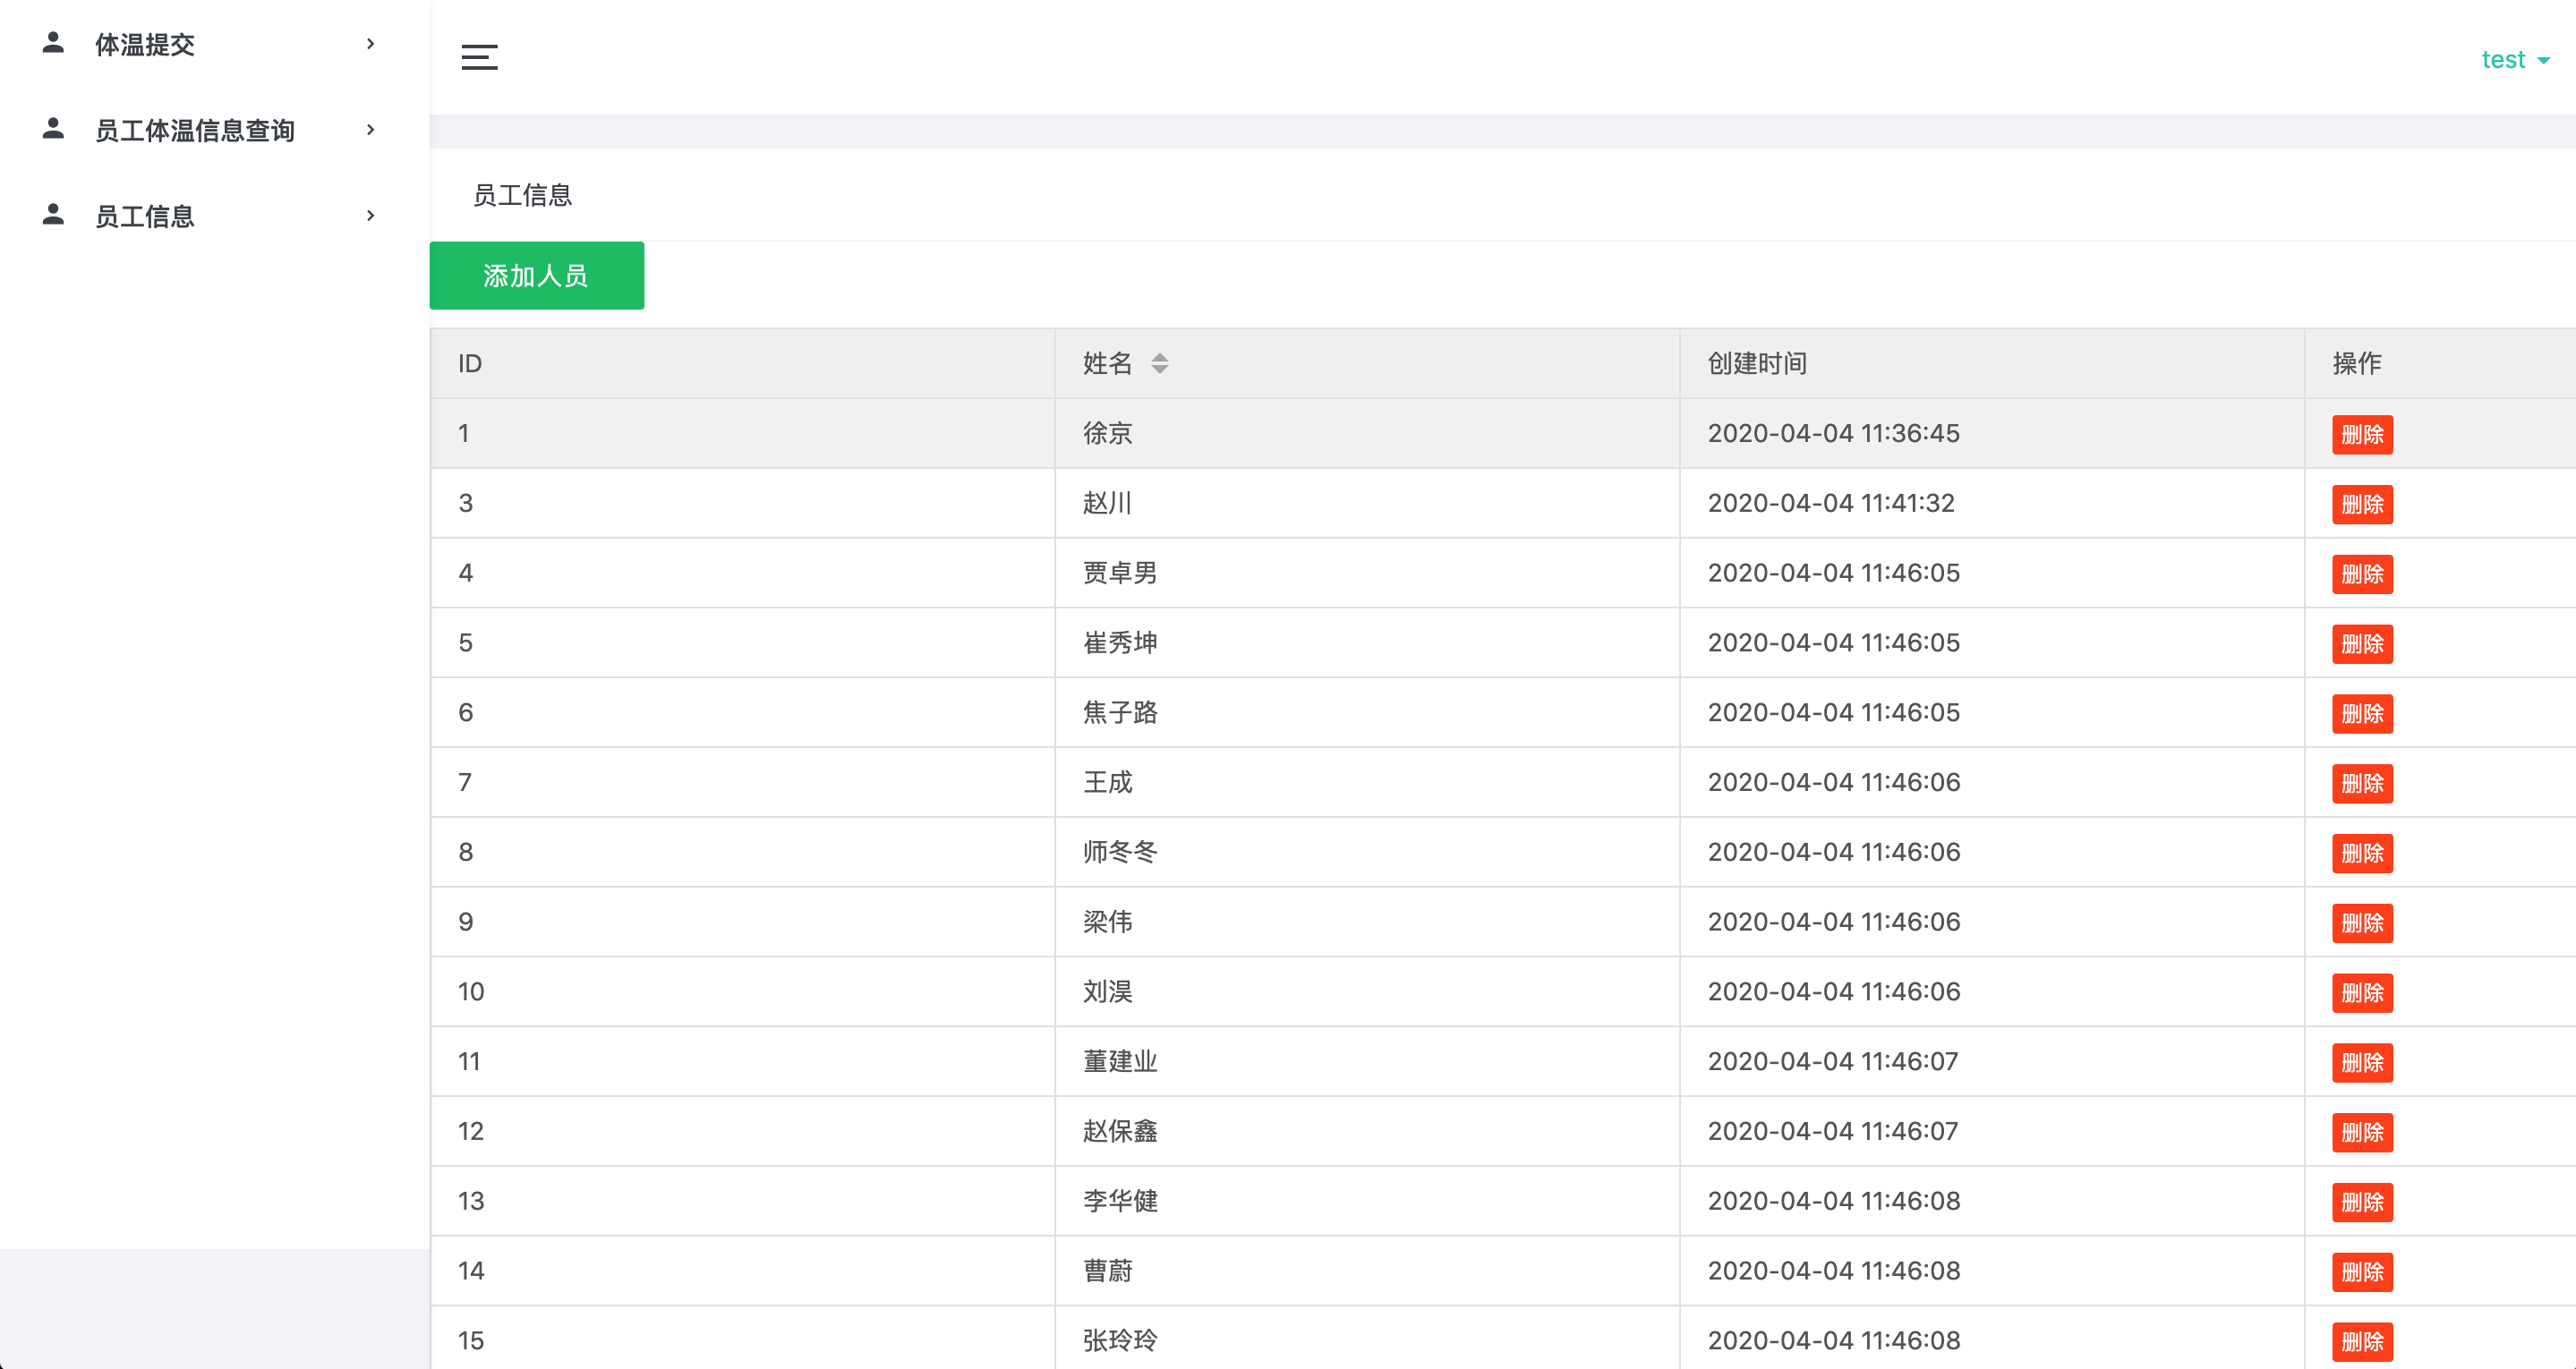 体温提交
员工体温信息查询
员工信息
test
员工信息
添加人员
ID 姓名 创建时间 操作
1 徐京 2020-04-04 11:36:45 删除
3 赵川 2020-04-04 11:41:32 删除
4 贾卓男 2020-04-04 11:46:05 删除
5 崔秀坤 2020-04-04 11:46:05 删除
6 焦子路 2020-04-04 11:46:05 删除
7 王成 2020-04-04 11:46:06 删除
8 师冬冬 2020-04-04 11:46:06 删除
9 梁伟 2020-04-04 11:46:06 删除
10 刘淏 2020-04-04 11:46:06 删除
11 董建业 2020-04-04 11:46:07 删除
12 赵保鑫 2020-04-04 11:46:07 删除
13 李华健 2020-04-04 11:46:08 删除
14 曹蔚 2020-04-04 11:46:08 删除
15 张玲玲 2020-04-04 11:46:08 删除